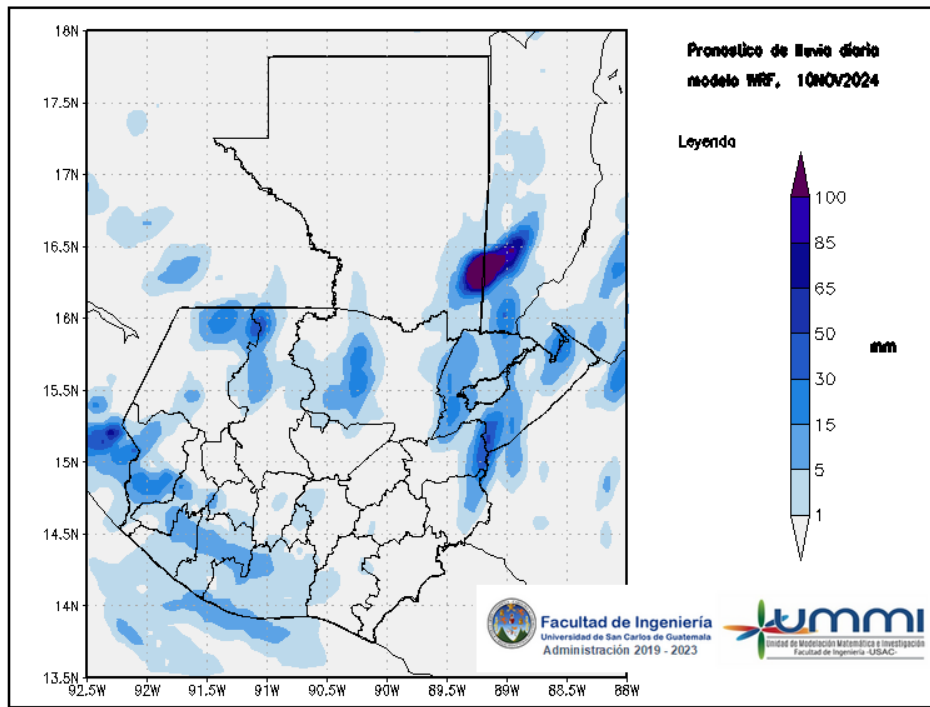 Pronostico de lluvia diaria
modelo WRF, 10NOV2024
Leyenda
18N
17.5N
17N
16.5N
16N
15.5N
15N
14.5N
14N
13.5N
92.5W 92W 91.5W 91W 90.5W 90W 89.5W 89W 88.5W 88W
100
85
65
50
30
15
5
1
mm
Facultad de Ingeniería
Universidad de San Carlos de Guatemala
Administración 2019 - 2023
UMMI
Unidad de Modelación Matemática e Investigación
Facultad de Ingeniería -USAC-